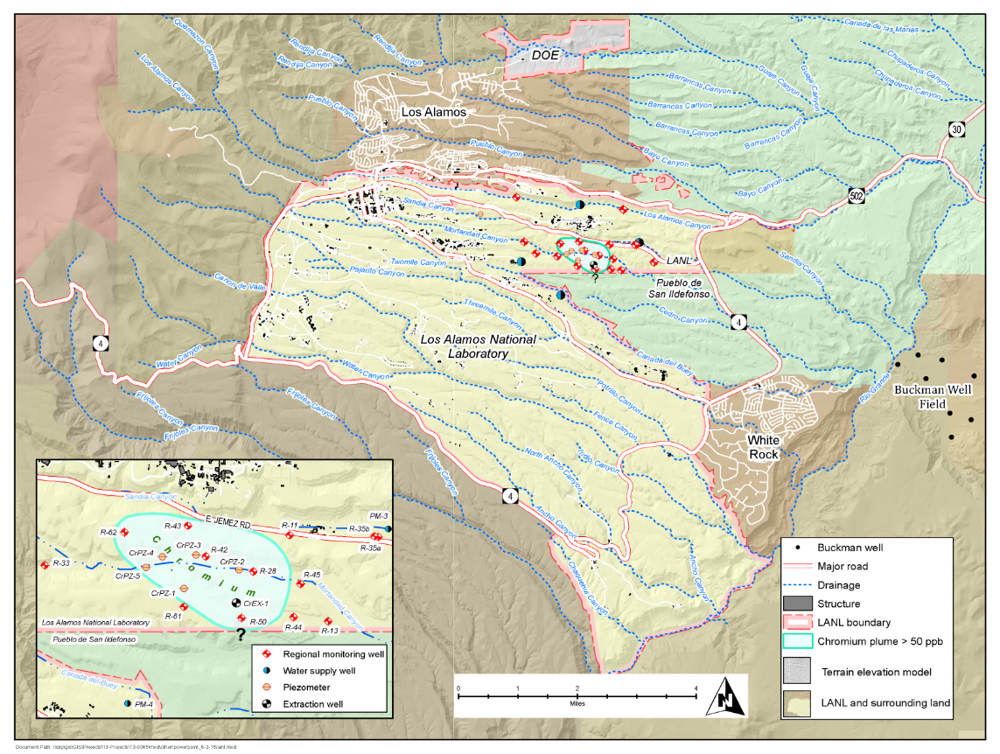 Quemazon Canyon
Rendija Canyon
Rendija Canyon
Rendija Canyon
Los Alamos Canyon
Pueblo Canyon
Los Alamos
DOE
Canada de las Marias
Guaje Canyon
Guaje Canyon
Chupaderos Canyon
Chupaderos Canyon
Barrancas Canyon
Barrancas Canyon
Barrancas Canyon
Barrancas Canyon
30
Pueblo Canyon
Bayo Canyon
Bayo Canyon
502
Sandia Canyon
Los Alamos Canyon
Mortandad Canyon
Twomile Canyon
Pajarito Canyon
LANL
?
Pueblo de
San Ildefonso
Sandia Canyon
Canon de Valle
Threemile Canyon
Cedro Canyon
4
4
Los Alamos National
Laboratory
Water Canyon
Water Canyon
Canada del Buey
Rio Grande
Buckman Well
Field
Potrillo Canyon
Fence Canyon
Frijoles Canyon
Frijoles Canyon
Frijoles Canyon
Frijoles Canyon
White
Rock
North Ancho Canyon
Indio Canyon
4
Ancho Canyon
Ancho Canyon
Chaquehui Canyon
Sandia Canyon
E. JEMEZ RD
PM-3
R-62
R-43
R-11
R-35b
R-35a
Chromium
CrPZ-3
CrPZ-4
R-42
CrPZ-2
R-33
R-28
R-45
CrPZ-5
CrPZ-1
CrEX-1
Mortandad Canyon
R-61
R-50
R-44
R-13
Los Alamos National Laboratory
Pueblo de San Ildefonso
?
Canada del Buey
PM-4
Regional monitoring well
Water supply well
Piezometer
Extraction well
0 1 2 3 4
Miles
N
Buckman well
Major road
Drainage
Structure
LANL boundary
Chromium plume > 50 ppb
Terrain elevation model
LANL and surrounding land